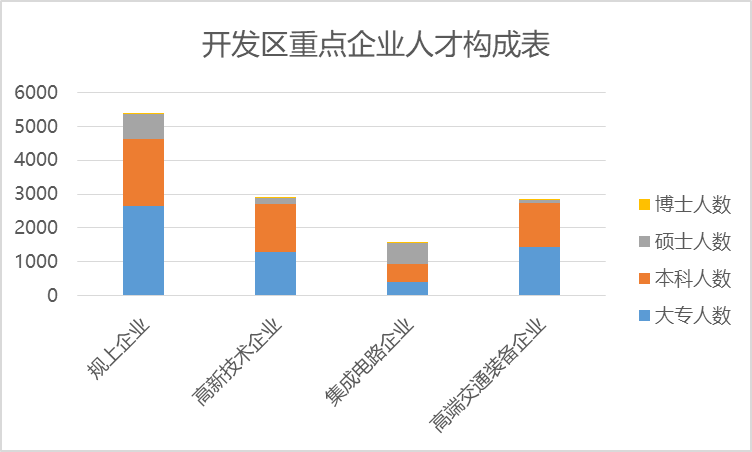 开发区重点企业人才构成表
6000
5000
4000
3000
2000
1000
0
规上企业
高新技术企业
集成电路企业
高端交通装备企业
博士人数
硕士人数
本科人数
大专人数